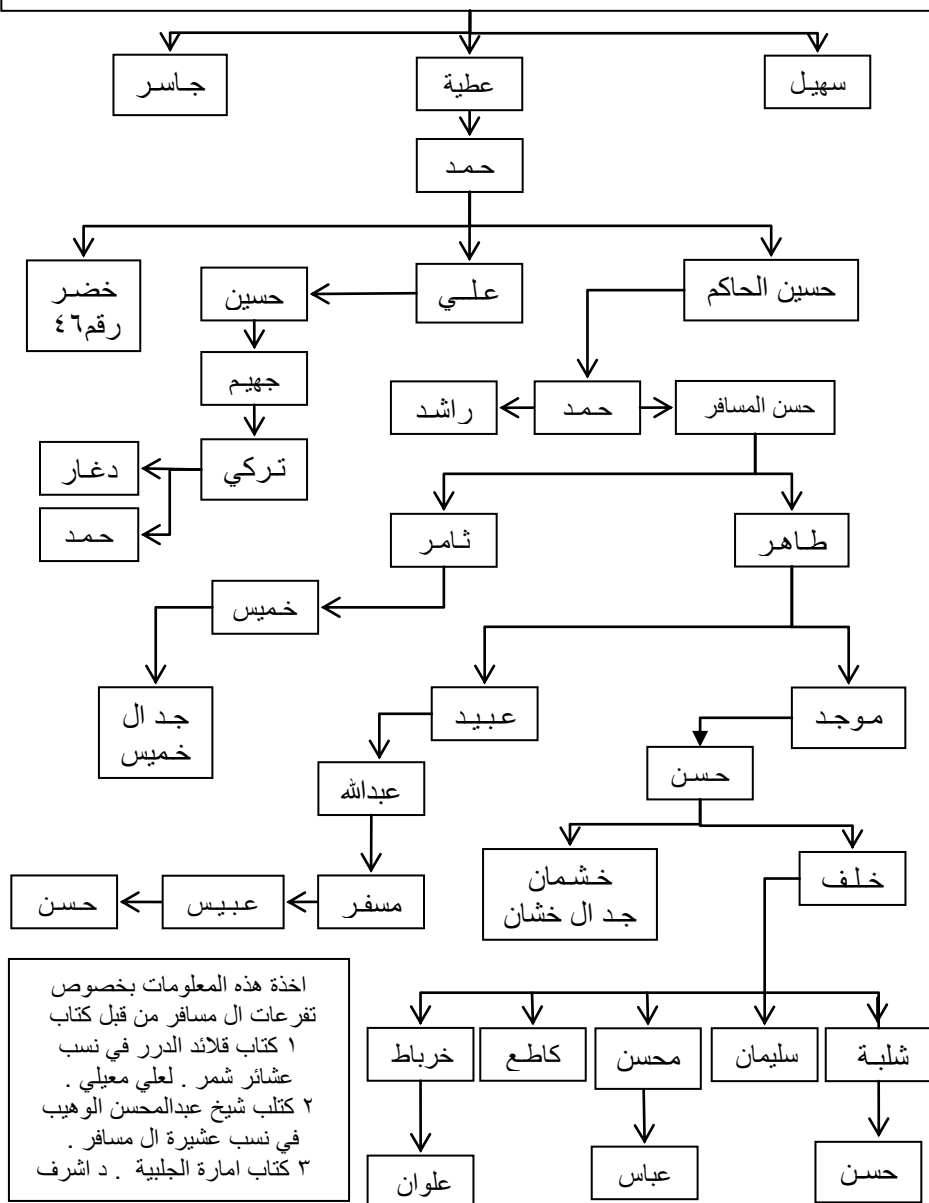 سهيل
عطية
جاسر
حمد
حسين الحاكم
علي
حسين
خضر
رقم٤٦
جهيم
حسن المسافر
حمد
راشد
تركي
دغار
حمد
طاهر
ثامر
خميس
موجد
عبيد
جد ال
خميس
حسن
عبدالله
خلف
خشمان
جد ال خشان
مسفر
عبيس
حسن
شلبة
سليمان
محسن
كاطع
خرباط
حسن
عباس
علوان
اخذة هذه المعلومات بخصوص
تفرعات ال مسافر من قبل كتاب
١ كتاب قلائد الدرر في نسب
عشائر شمر . لعلي معيلي .
٢ كتلب شيخ عبدالمحسن الوهيب
في نسب عشيرة ال مسافر .
٣ كتاب امارة الجلبية . د اشرف